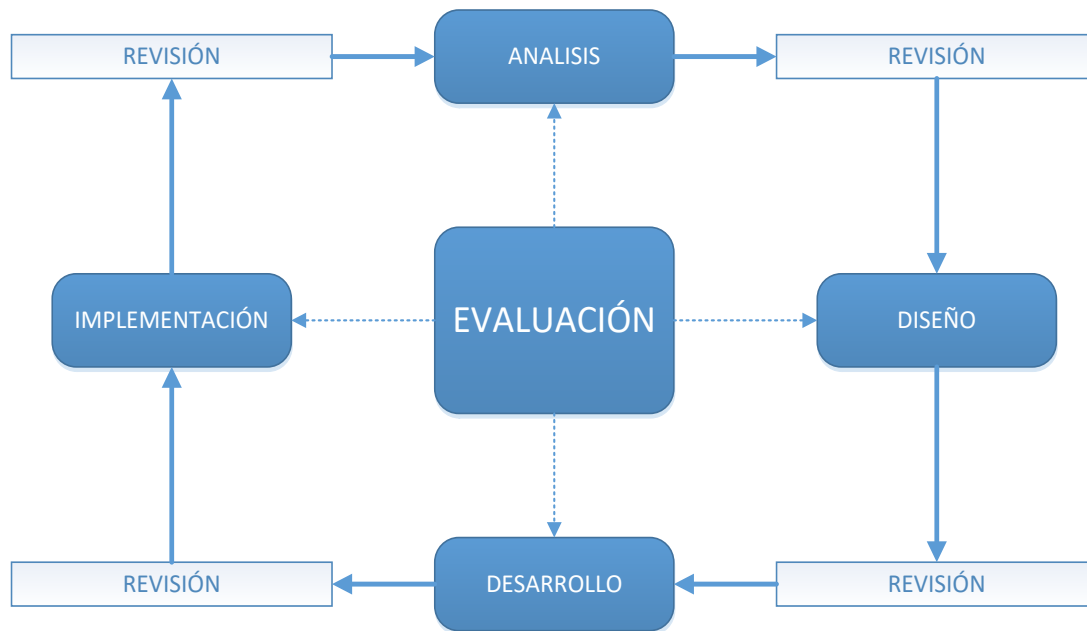 REVISIÓN
ANALISIS
REVISIÓN
IMPLEMENTACIÓN
EVALUACIÓN
DISEÑO
REVISIÓN
DESARROLLO
REVISIÓN